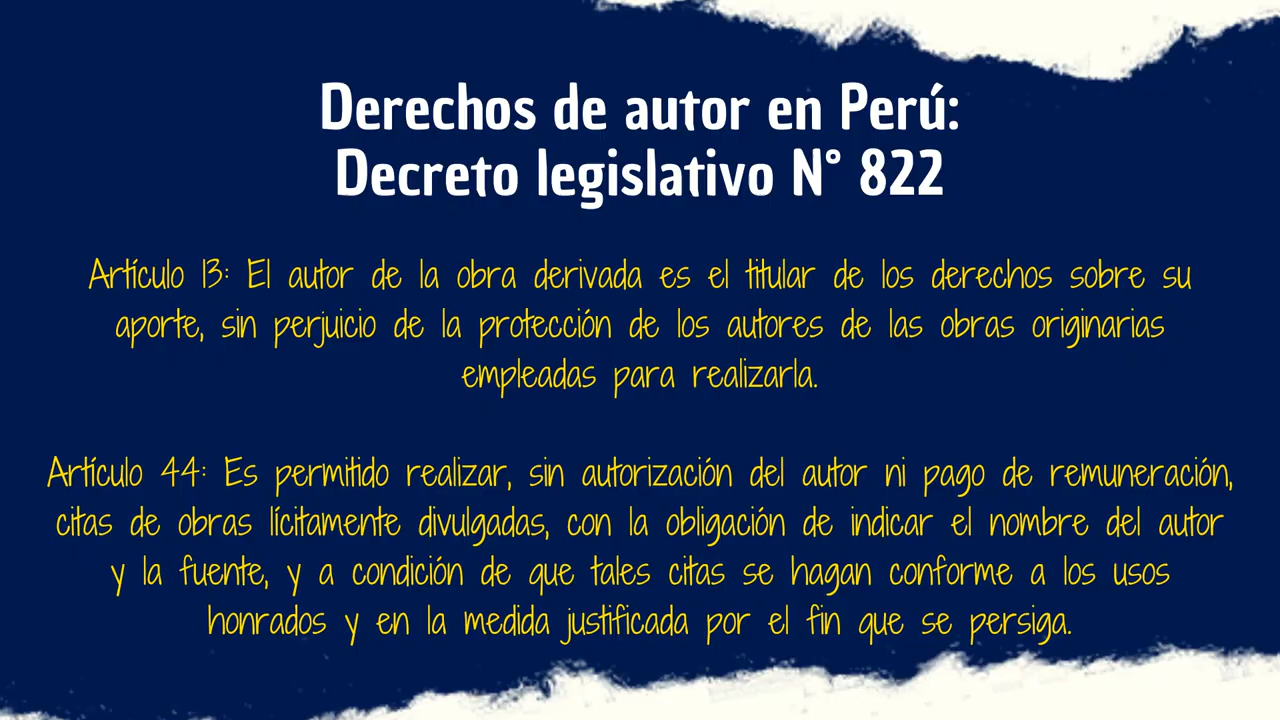 Derechos de autor en Perú:
Decreto legislativo N° 822
Artículo 13: El autor de la obra derivada es el titular de los derechos sobre su
aporte, sin perjuicio de la protección de los autores de las obras originarias
empleadas para realizarla.
Artículo 44: Es permitido realizar, sin autorización del autor ni pago de remuneración,
citas de obras lícitamente divulgadas, con la obligación de indicar el nombre del autor
y la fuente, y a condición de que tales citas se hagan conforme a los usos
honrados y en la medida justificada por el fin que se persiga.